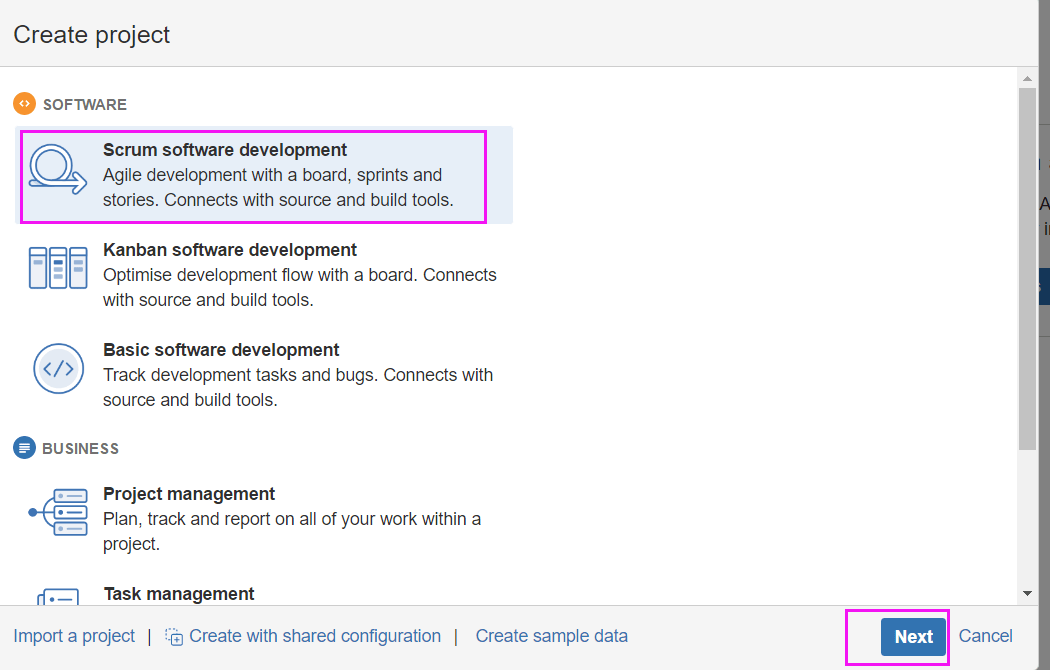 Create project
SOFTWARE
Scrum software development
Agile development with a board, sprints and
stories. Connects with source and build tools.
Kanban software development
Optimise development flow with a board. Connects
with source and build tools.
Basic software development
Track development tasks and bugs. Connects with
source and build tools.
BUSINESS
Project management
Plan, track and report on all of your work within a
project.
Task management
Import a project | Create with shared configuration | Create sample data
Next Cancel